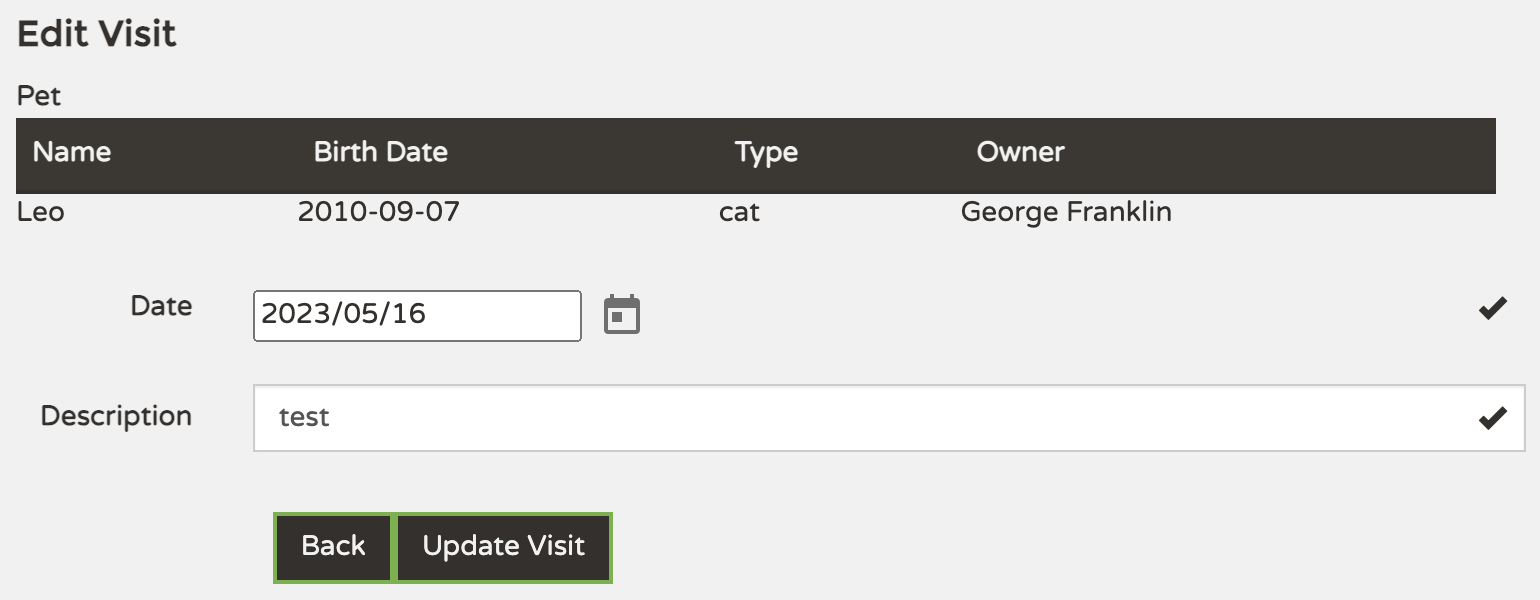 Edit Visit
Pet
Name Birth Date Type Owner
Leo 2010-09-07 cat George Franklin
Date 2023/05/16
Description test
Back Update Visit